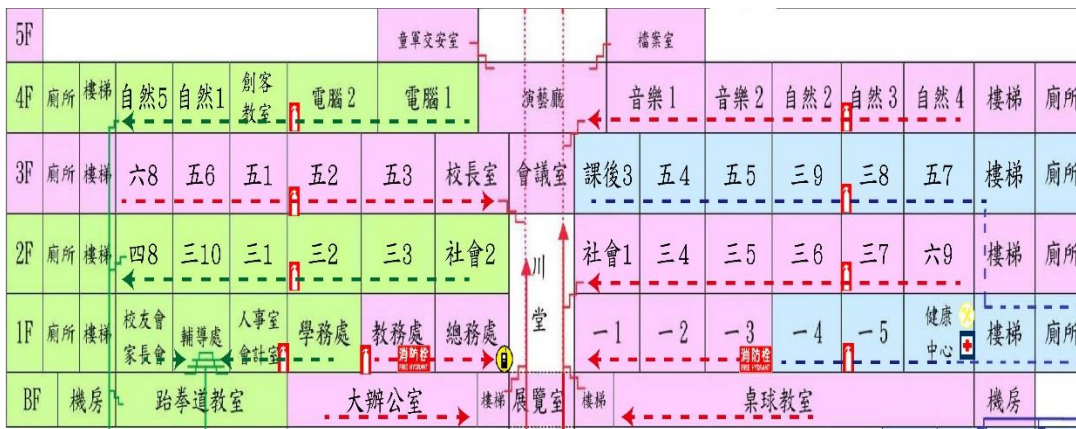 5F 童軍交安室 檔案室
4F 廁所 樓梯 自然5 自然1 創客教室 電腦2 電腦1 演藝廳 音樂1 音樂2 自然2 自然3 自然4 樓梯 廁所
3F 廁所 樓梯 六8 五6 五1 五2 五3 校長室 會議室 課後3 五4 五5 三9 三8 五7 樓梯 廁所
2F 廁所 樓梯 四8 三10 三1 三2 三3 社會2 川堂 社會1 三4 三5 三6 三7 六9 樓梯 廁所
1F 廁所 樓梯 校友會 家長會 輔導處 人事室 會計室 學務處 教務處 消防栓 FIRE HYDRANT 總務處 一1 一2 一3 消防栓 FIRE HYDRANT 一4 一5 健康中心 樓梯 廁所
BF 機房 跆拳道教室 大辦公室 樓梯 展覽室 樓梯 桌球教室 機房